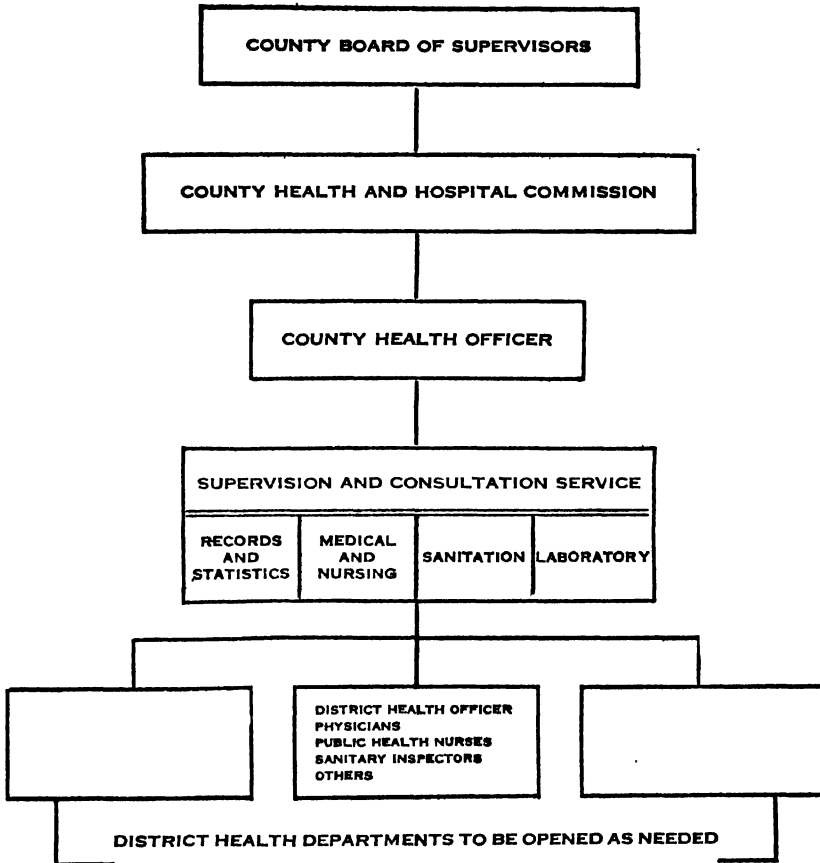 COUNTY BOARD OF SUPERVISORS
COUNTY HEALTH AND HOSPITAL COMMISSION
COUNTY HEALTH OFFICER
SUPERVISION AND CONSULTATION SERVICE
RECORDS
AND
STATISTICS
MEDICAL
AND
NURSING
SANITATION
LABORATORY
DISTRICT HEALTH OFFICER
PHYSICIANS
PUBLIC HEALTH NURSES
SANITARY INSPECTORS
OTHERS
DISTRICT HEALTH DEPARTMENTS TO BE OPENED AS NEEDED